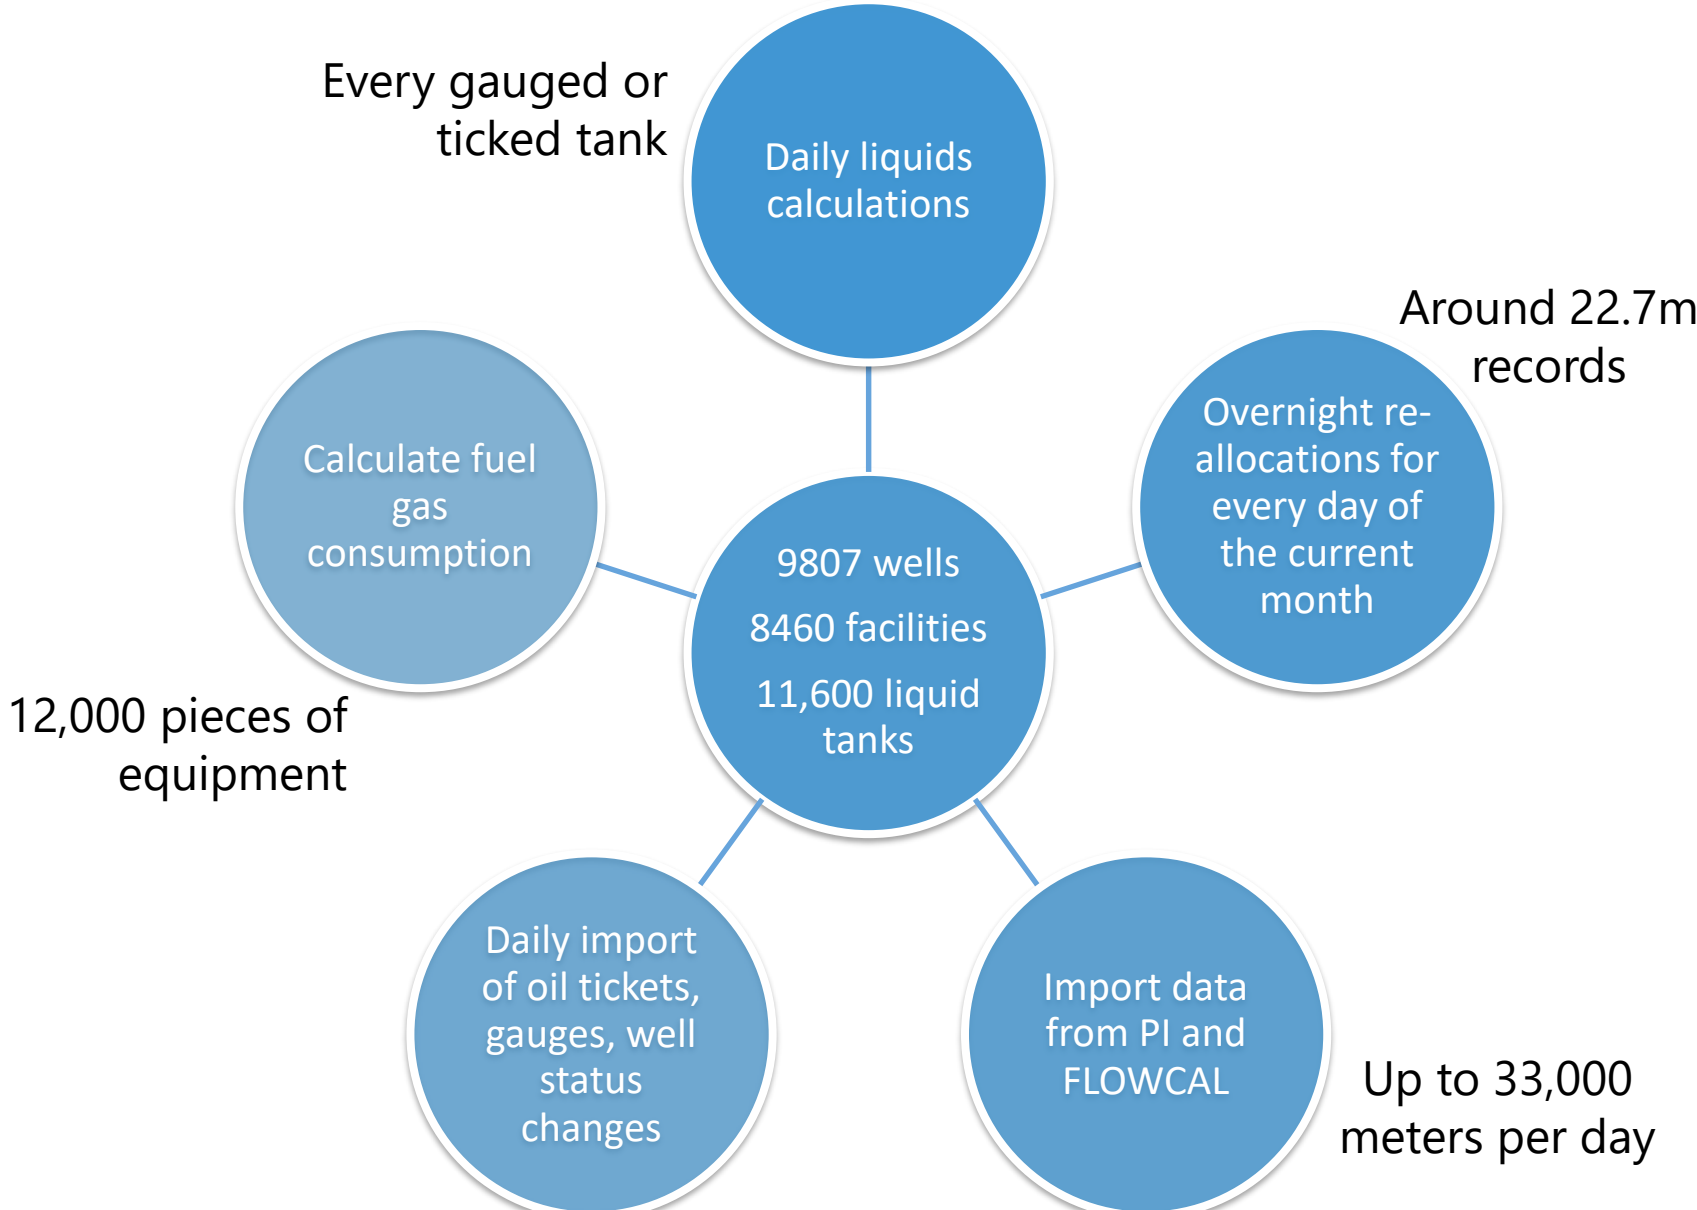 Every gauged or
ticked tank
Daily liquids
calculations
Around 22.7m
records
Overnight re-
allocations for
every day of
the current
month
Calculate fuel
gas
consumption
12,000 pieces of
equipment
9807 wells
8460 facilities
11,600 liquid
tanks
Daily import
of oil tickets,
gauges, well
status
changes
Import data
from PI and
FLOWCAL
Up to 33,000
meters per day